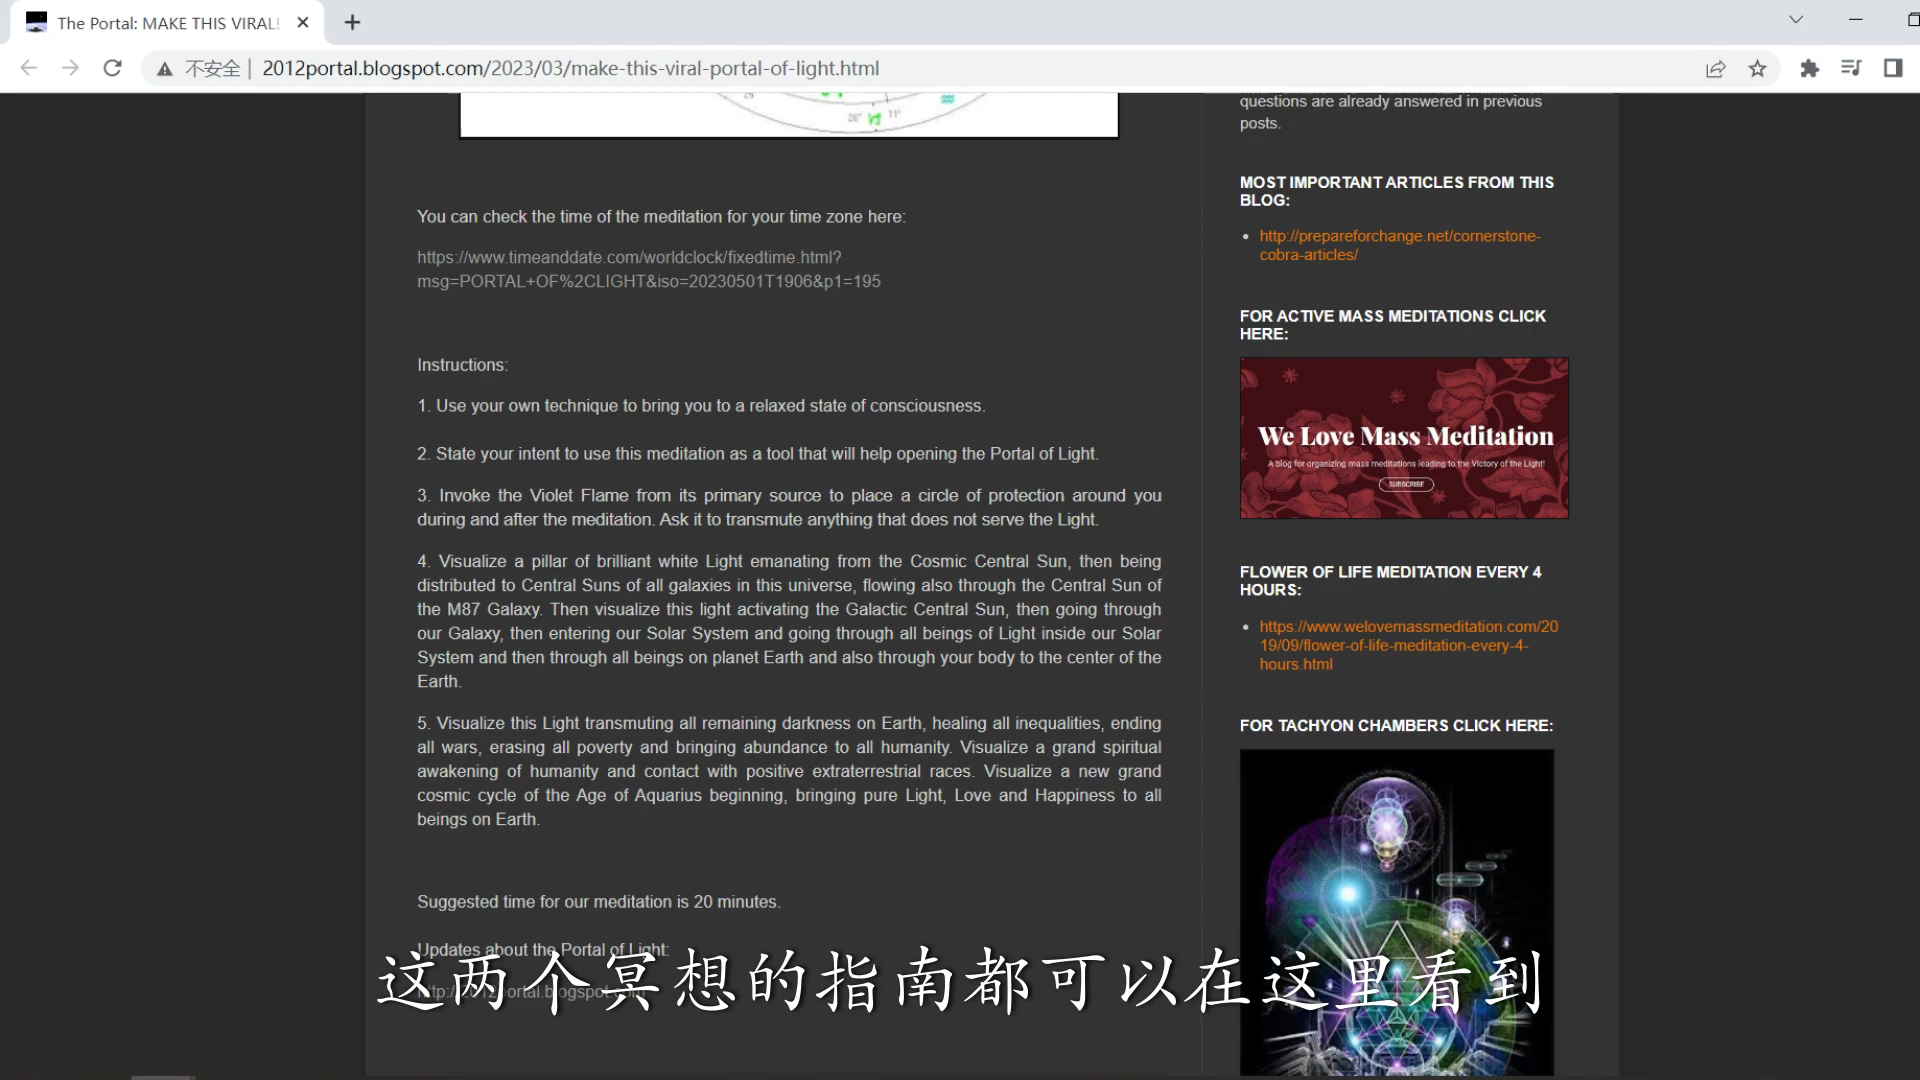 The Portal: MAKE THIS VIRAL!
不安全
2012portal.blogspot.com/2023/03/make-this-viral-portal-of-light.html
25°
26° 11'
You can check the time of the meditation for your time zone here:
https://www.timeanddate.com/worldclock/fixedtime.html?
msg=PORTAL+OF%2CLIGHT&iso=20230501T1906&p1=195
Instructions:
1. Use your own technique to bring you to a relaxed state of consciousness.
2. State your intent to use this meditation as a tool that will help opening the Portal of Light.
3. Invoke the Violet Flame from its primary source to place a circle of protection around you
during and after the meditation. Ask it to transmute anything that does not serve the Light.
4. Visualize a pillar of brilliant white Light emanating from the Cosmic Central Sun, then being
distributed to Central Suns of all galaxies in this universe, flowing also through the Central Sun of
the M87 Galaxy. Then visualize this light activating the Galactic Central Sun, then going through
our Galaxy, then entering our Solar System and going through all beings of Light inside our Solar
System and then through all beings on planet Earth and also through your body to the center of the
Earth.
5. Visualize this Light transmuting all remaining darkness on Earth, healing all inequalities, ending
all wars, erasing all poverty and bringing abundance to all humanity. Visualize a grand spiritual
awakening of humanity and contact with positive extraterrestrial races. Visualize a new grand
cosmic cycle of the Age of Aquarius beginning, bringing pure Light, Love and Happiness to all
beings on Earth.
Suggested time for our meditation is 20 minutes.
Updates about the Portal of Light:
http://2012portal.blogspot.com
questions are already answered in previous
posts.
MOST IMPORTANT ARTICLES FROM THIS
BLOG:
http://prepareforchange.net/cornerstone-
cobra-articles/
FOR ACTIVE MASS MEDITATIONS CLICK
HERE:
We Love Mass Meditation
A blog for organizing mass meditations leading to the Victory of the Light!
SUBSCRIBE
FLOWER OF LIFE MEDITATION EVERY 4
HOURS:
https://www.welovemassmeditation.com/20
19/09/flower-of-life-meditation-every-4-
hours.html
FOR TACHYON CHAMBERS CLICK HERE:
这两个冥想的指南都可以在这里看到